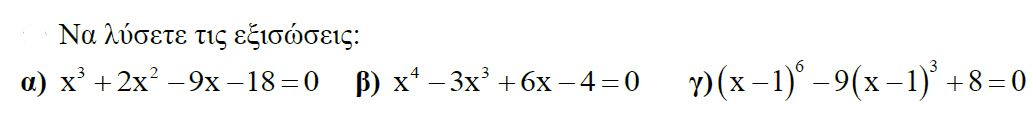 Να λύσετε τις εξισώσεις:
α) x³ + 2x² − 9x − 18 = 0 β) x⁴ − 3x³ + 6x − 4 = 0 γ) (x − 1)⁶ − 9(x − 1)³ + 8 = 0